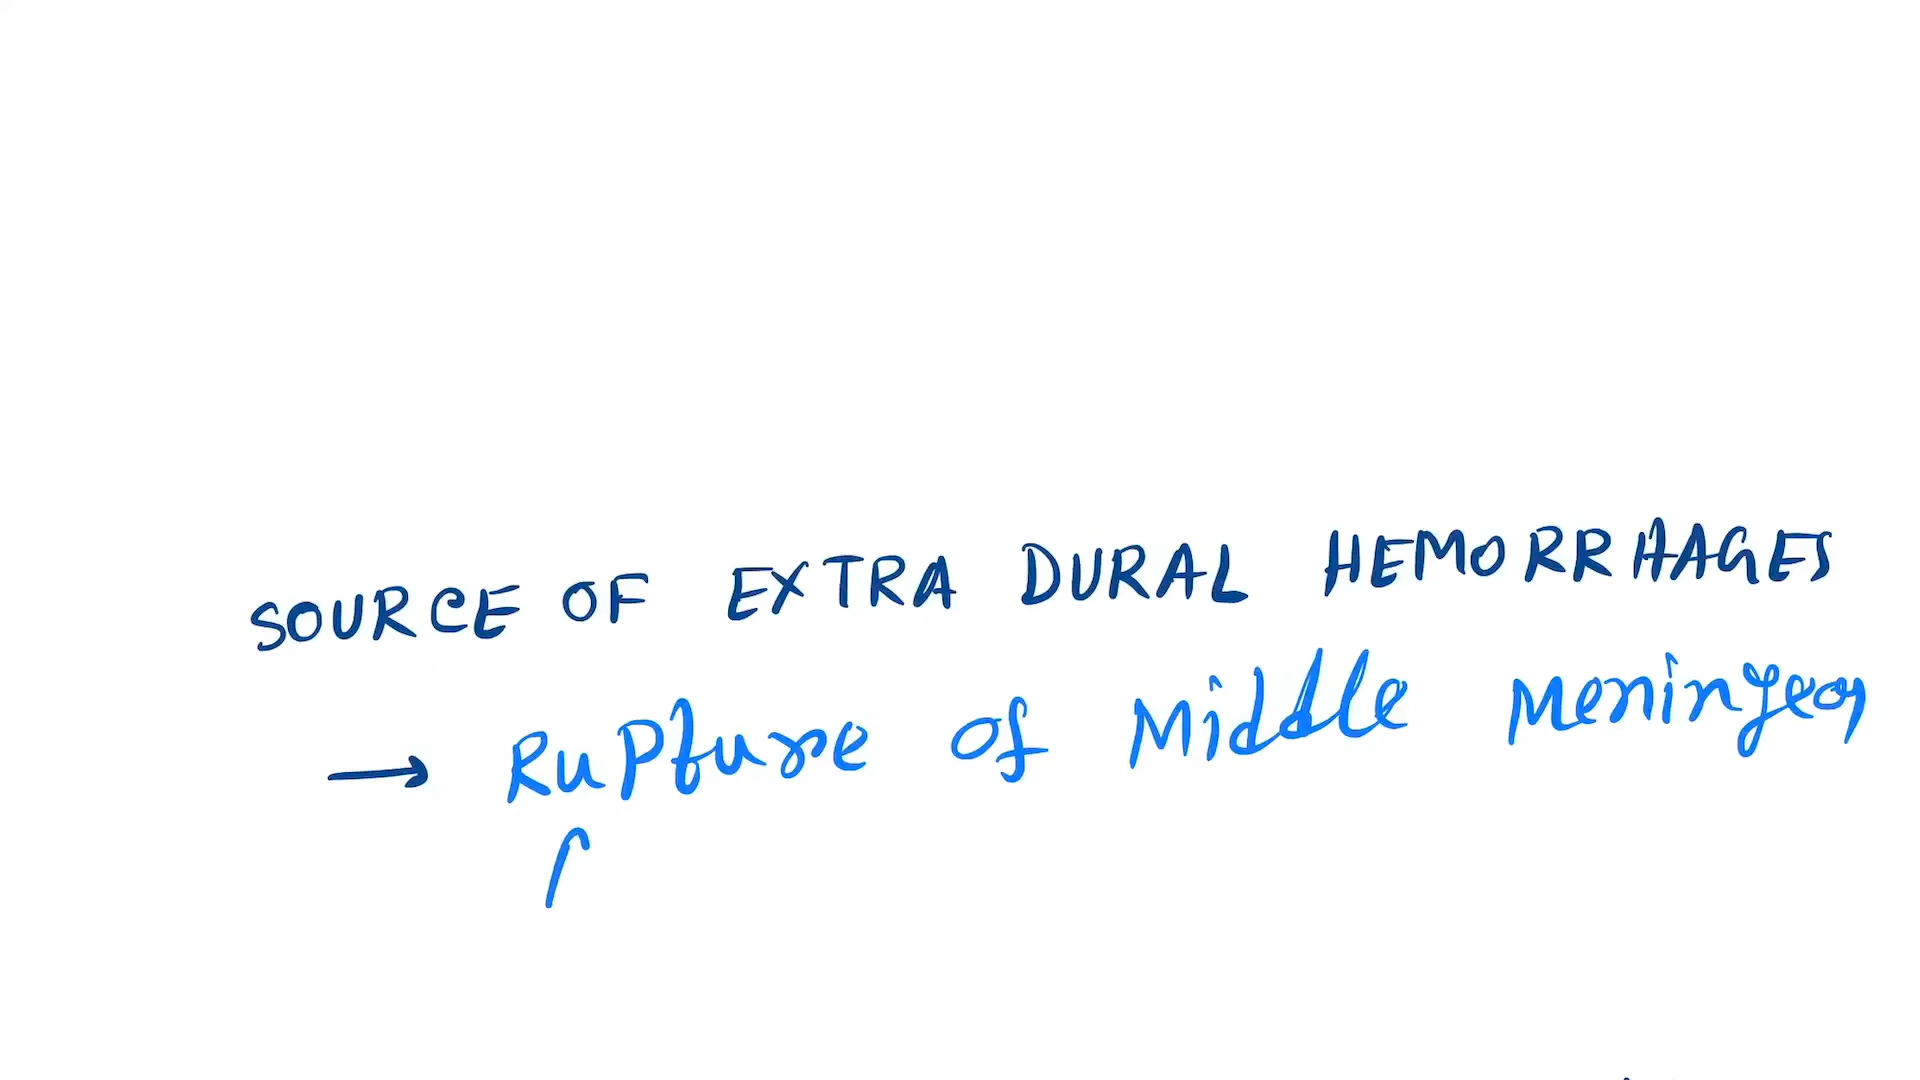 SOURCE OF EXTRA DURAL HEMORRHAGES
→ Rupture of Middle Meningeal